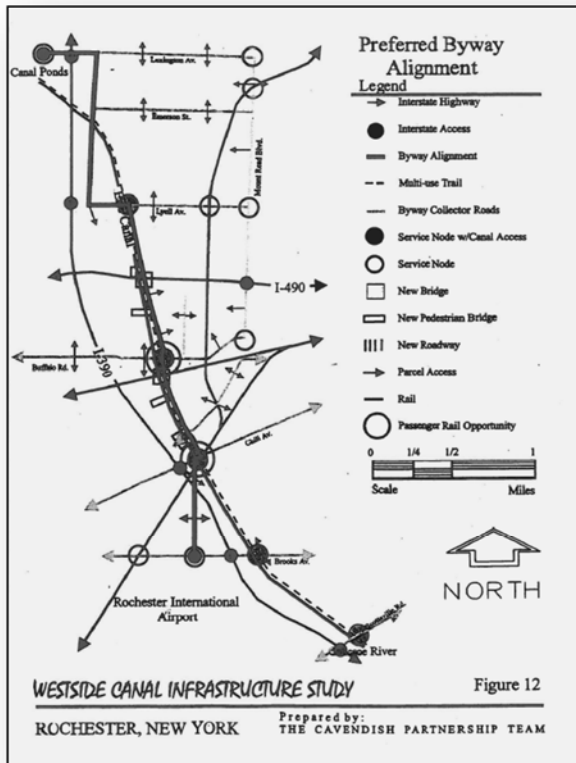 Preferred Byway
Alignment
Legend
Interstate Highway
Interstate Access
Byway Alignment
Multi-use Trail
Byway Collector Roads
Service Node w/Canal Access
Service Node
New Bridge
New Pedestrian Bridge
New Roadway
Parcel Access
Rail
Passenger Rail Opportunity
0 1/4 1/2 1
Scale Miles
NORTH
Canal Ponds
Lexington Av.
Emerson St.
Mount Read Blvd.
Erie Canal
Lyell Av.
I-490
I-390
Buffalo Rd.
Chili Av.
Brooks Av.
Rochester International
Airport
River
WESTSIDE CANAL INFRASTRUCTURE STUDY
Figure 12
ROCHESTER, NEW YORK
Prepared by:
THE CAVENDISH PARTNERSHIP TEAM